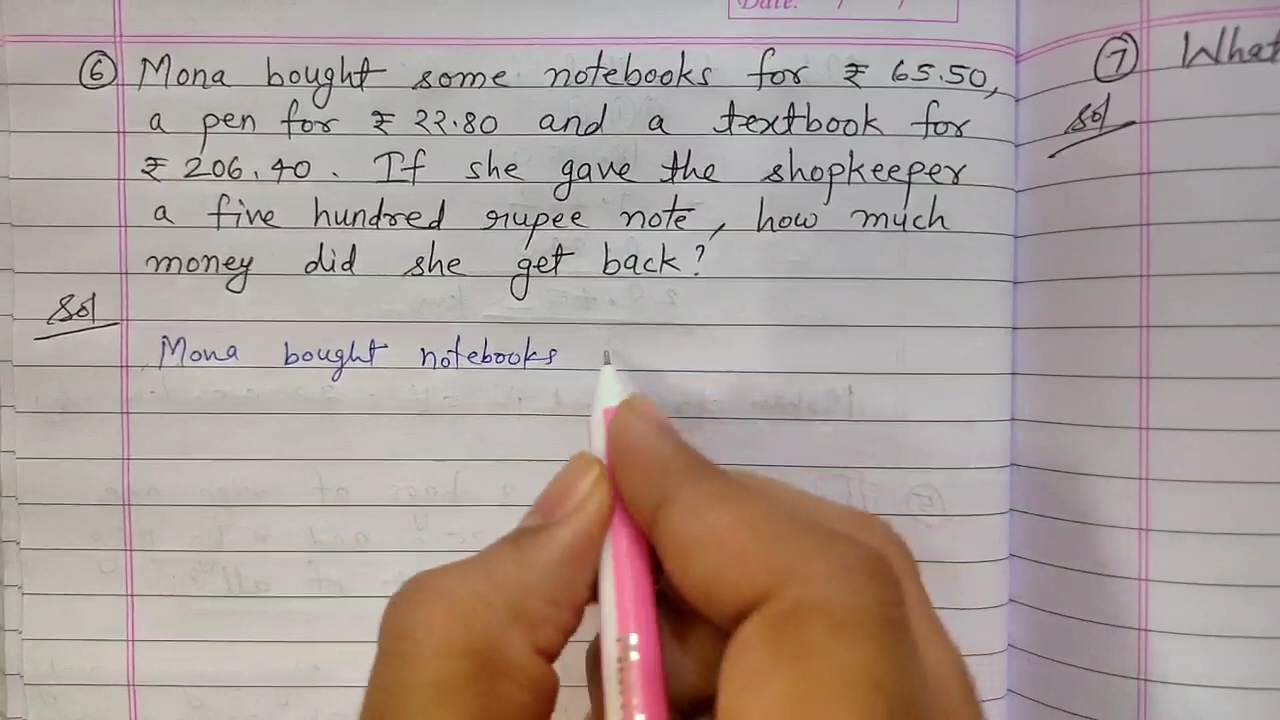 Date. / /
⑥ Mona bought some notebooks for ₹ 65.50,
a pen for ₹ 22.80 and a textbook for
₹ 206.40. If she gave the shopkeeper
a five hundred rupee note, how much
money did she get back?
Sol
Mona bought notebooks
⑦ What
Sol